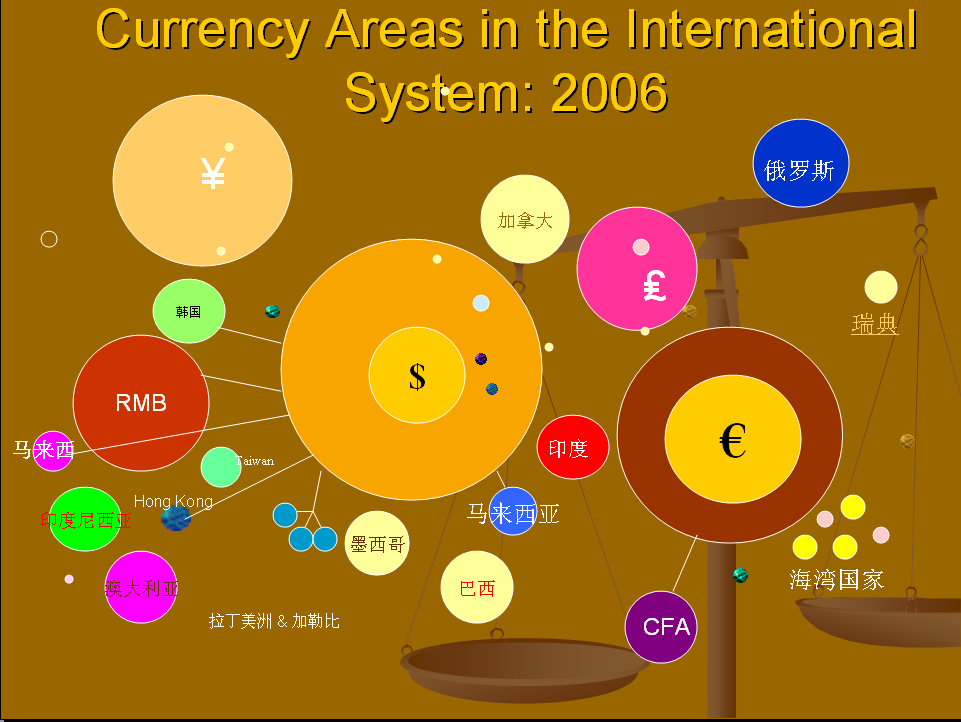 Currency Areas in the International
System: 2006
¥
俄罗斯
加拿大
£
瑞典
韩国
$
RMB
€
马来西
Taiwan
印度
Hong Kong
印度尼西亚
马来西亚
墨西哥
海湾国家
澳大利亚
巴西
拉丁美洲 & 加勒比
CFA